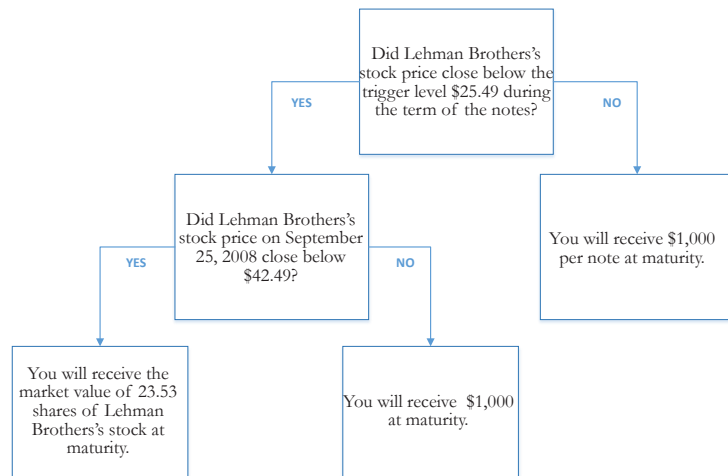 Did Lehman Brothers's
stock price close below the
trigger level $25.49 during
the term of the notes?
YES
NO
Did Lehman Brothers's
stock price on September
25, 2008 close below
$42.49?
You will receive $1,000
per note at maturity.
YES
NO
You will receive the
market value of 23.53
shares of Lehman
Brothers's stock at
maturity.
You will receive $1,000
at maturity.